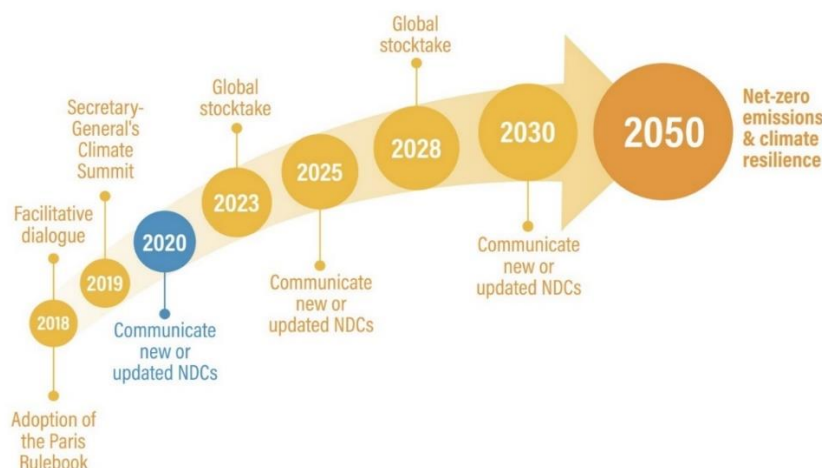 Facilitative
dialogue
2018
Adoption of
the Paris
Rulebook
Secretary-
General's
Climate
Summit
2019
2020
Communicate
new or
updated NDCs
Global
stocktake
2023
2025
Communicate
new or
updated NDCs
Global
stocktake
2028
2030
Communicate
new or
updated NDCs
2050
Net-zero
emissions
& climate
resilience